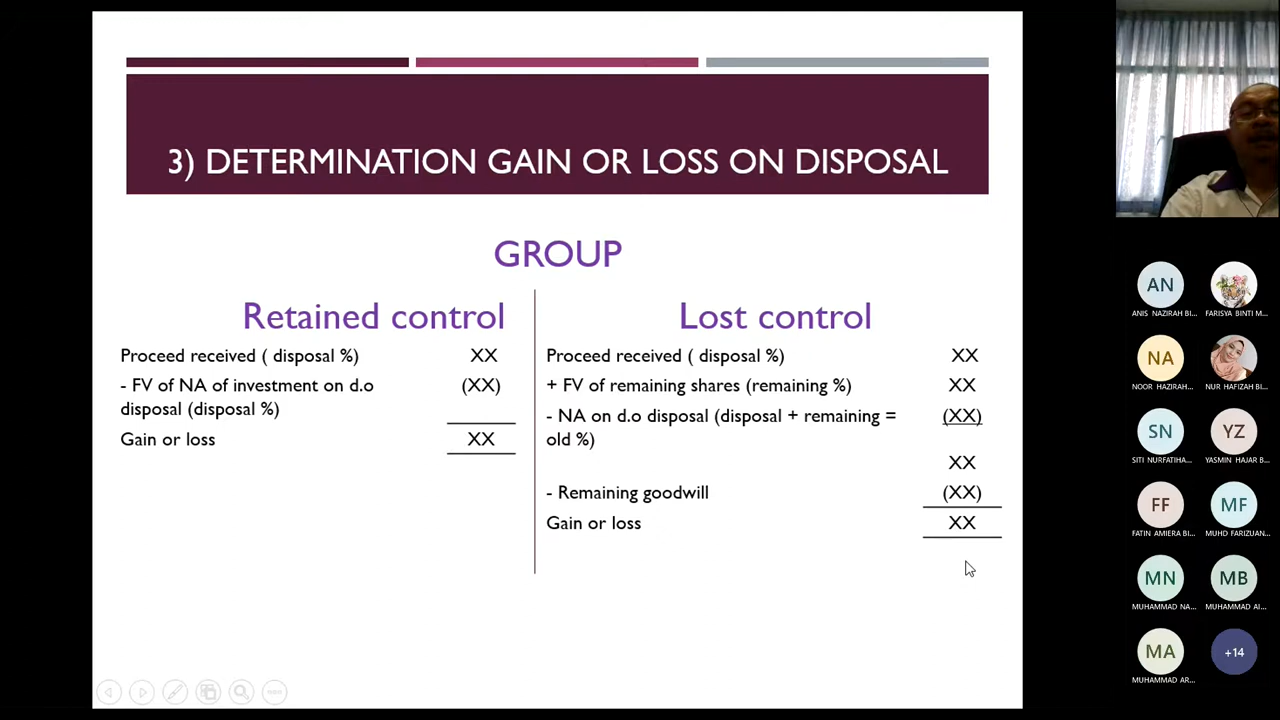 3) DETERMINATION GAIN OR LOSS ON DISPOSAL
GROUP
Retained control
Proceed received ( disposal %) XX
- FV of NA of investment on d.o (XX)
disposal (disposal %)
Gain or loss XX
Lost control
Proceed received ( disposal %) XX
+ FV of remaining shares (remaining %) XX
- NA on d.o disposal (disposal + remaining = (XX)
old %)
XX
- Remaining goodwill (XX)
Gain or loss XX
AN
ANIS NAZIRAH BI...
FARISYA BINTI M...
NA
NOOR HAZIRAH...
NUR HAFIZAH BI...
SN
SITI NURFATIHA...
YZ
YASMIN HAJAR B...
FF
FATIN AMIERA BI...
MF
MUHD FARIZUAN...
MN
MUHAMMAD NA...
MB
MUHAMMAD AI...
MA
MUHAMMAD AR...
+14